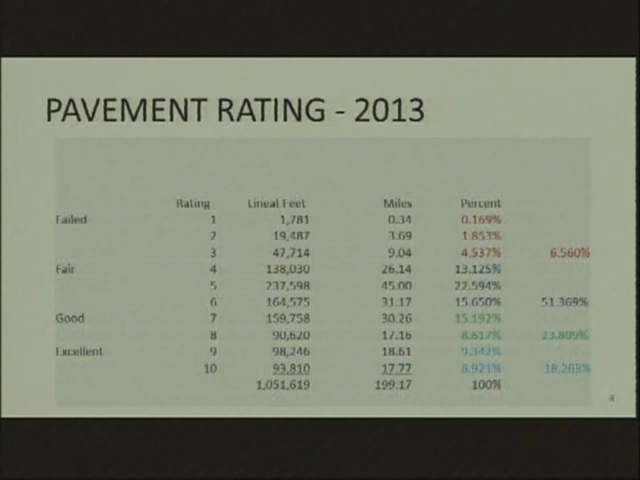 PAVEMENT RATING - 2013
Rating Lineal Feet Miles Percent
Failed 1 1,781 0.34 0.169%
2 19,487 3.69 1.853%
3 47,714 9.04 4.537% 6.560%
Fair 4 138,030 26.14 13.125%
5 237,598 45.00 22.594%
6 164,575 31.17 15.650% 51.369%
Good 7 159,758 30.26 15.192%
8 90,620 17.16 8.617% 23.809%
Excellent 9 98,246 18.61 9.342%
10 93,810 17.77 8.921% 18.263%
1,051,619 199.17 100%